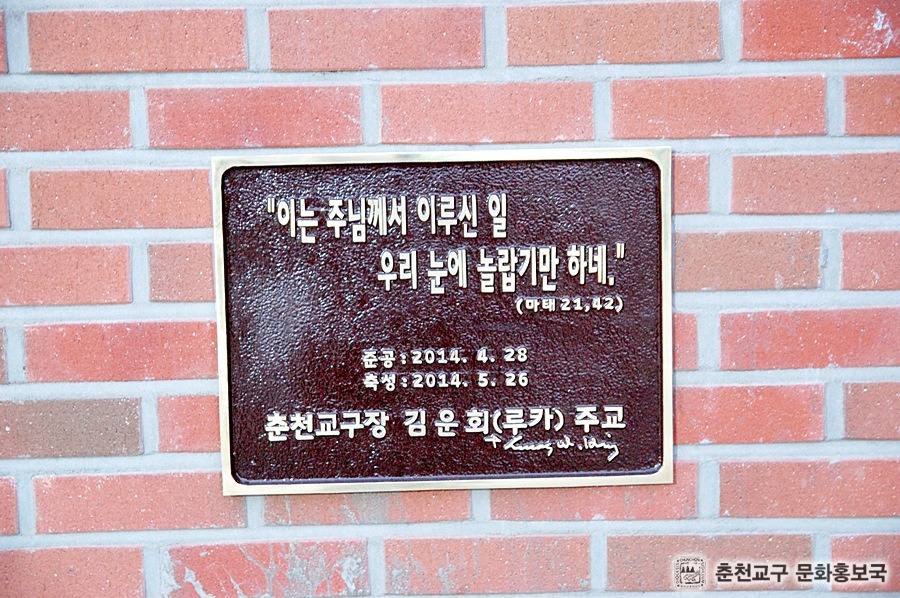 "이는 주님께서 이루신 일
우리 눈에 놀랍기만 하네."
(마태 21,42)
준공 : 2014. 4. 28
축성 : 2014. 5. 26
춘천교구장 김 운 회(루카) 주교
춘천교구 문화홍보국